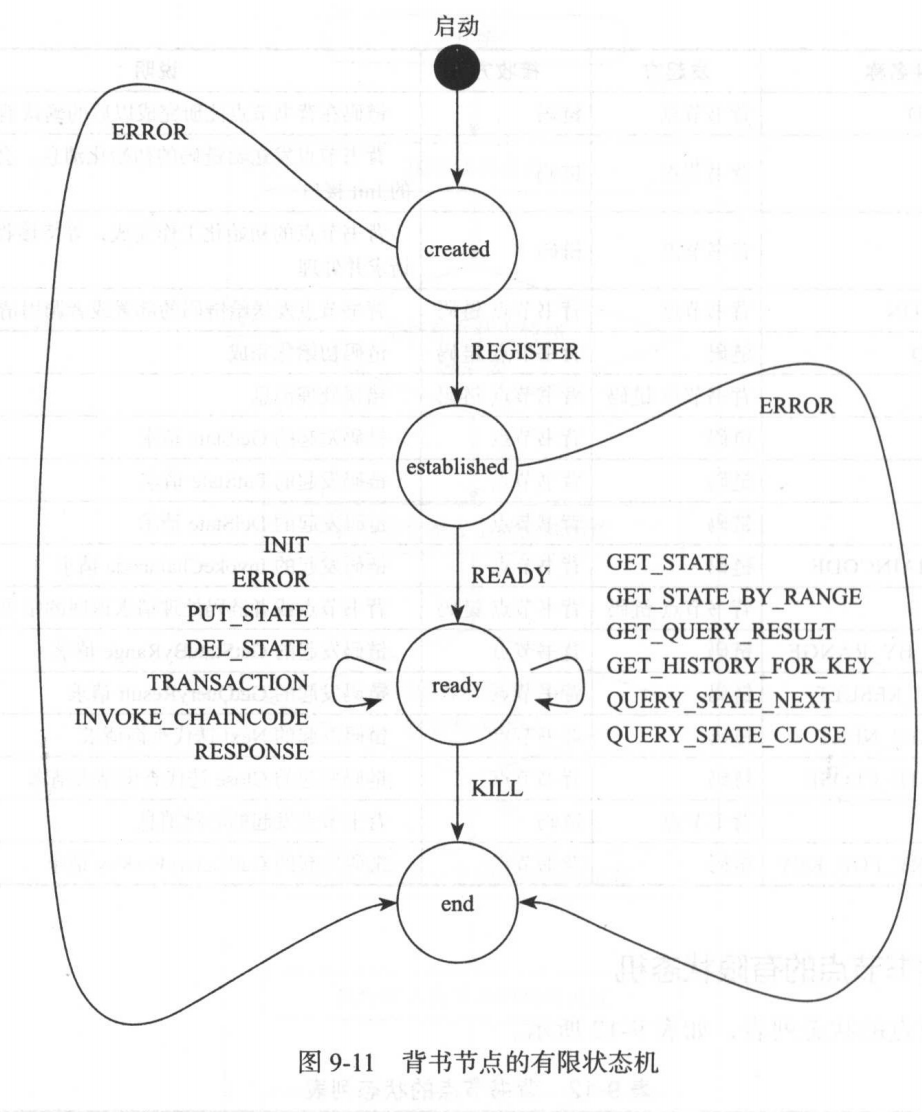 启动
ERROR
created
REGISTER
ERROR
established
INIT
ERROR
PUT_STATE
DEL_STATE
TRANSACTION
INVOKE_CHAINCODE
RESPONSE
READY
GET_STATE
GET_STATE_BY_RANGE
GET_QUERY_RESULT
GET_HISTORY_FOR_KEY
QUERY_STATE_NEXT
QUERY_STATE_CLOSE
ready
KILL
end
图 9-11 背书节点的有限状态机